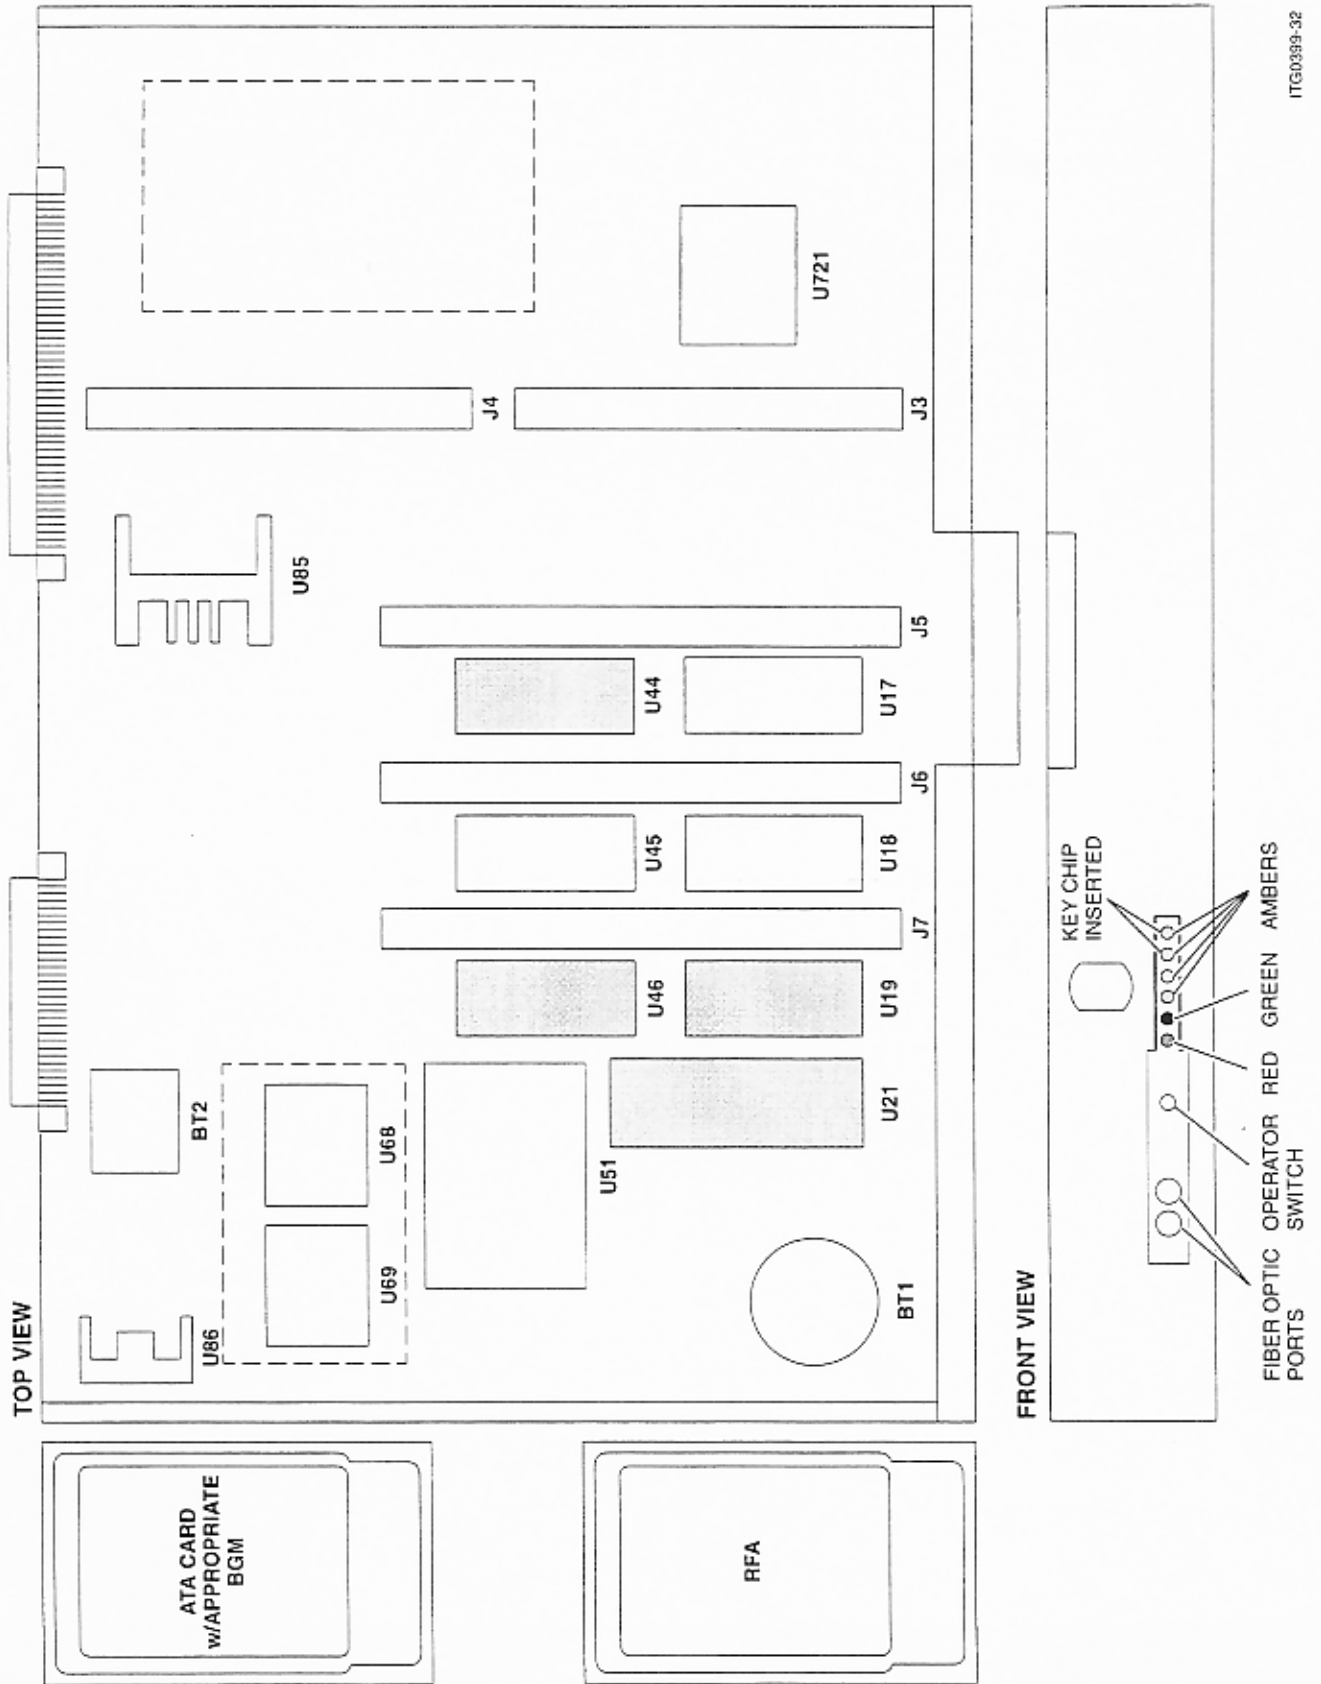 TOP VIEW
ATA CARD
w/APPROPRIATE
BGM
RFA
U86
BT2
U69
U68
U51
BT1
U21
U46
U19
J7
U45
U18
J6
U44
U17
J5
U85
J4
J3
U721
FRONT VIEW
KEY CHIP
INSERTED
FIBER OPTIC
PORTS
OPERATOR
SWITCH
RED
GREEN
AMBERS
ITG0399-32